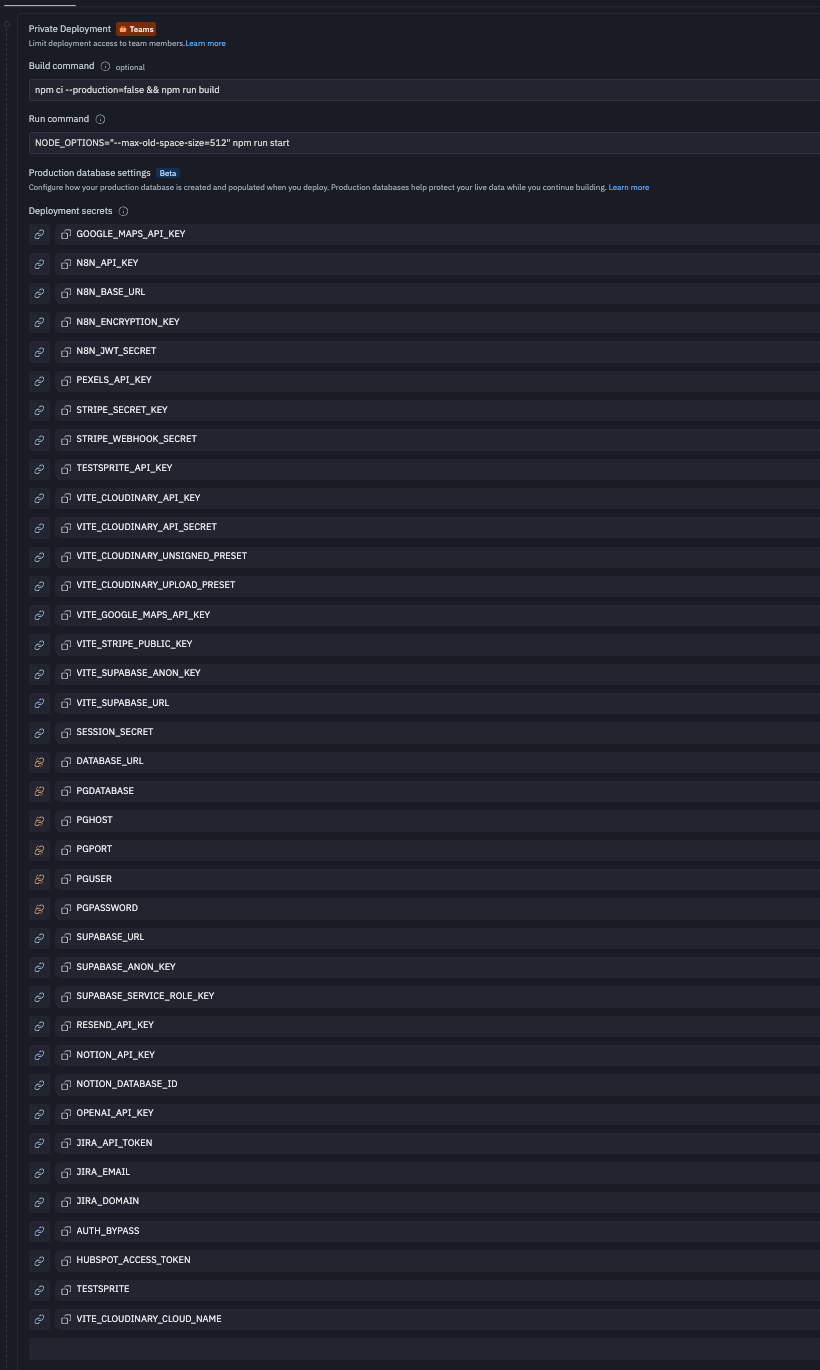 Private Deployment Teams
Limit deployment access to team members.Learn more
Build command optional
npm ci --production=false && npm run build
Run command
NODE_OPTIONS="--max-old-space-size=512" npm run start
Production database settings Beta
Configure how your production database is created and populated when you deploy. Production databases help protect your live data while you continue building. Learn more
Deployment secrets
GOOGLE_MAPS_API_KEY
N8N_API_KEY
N8N_BASE_URL
N8N_ENCRYPTION_KEY
N8N_JWT_SECRET
PEXELS_API_KEY
STRIPE_SECRET_KEY
STRIPE_WEBHOOK_SECRET
TESTSPRITE_API_KEY
VITE_CLOUDINARY_API_KEY
VITE_CLOUDINARY_API_SECRET
VITE_CLOUDINARY_UNSIGNED_PRESET
VITE_CLOUDINARY_UPLOAD_PRESET
VITE_GOOGLE_MAPS_API_KEY
VITE_STRIPE_PUBLIC_KEY
VITE_SUPABASE_ANON_KEY
VITE_SUPABASE_URL
SESSION_SECRET
DATABASE_URL
PGDATABASE
PGHOST
PGPORT
PGUSER
PGPASSWORD
SUPABASE_URL
SUPABASE_ANON_KEY
SUPABASE_SERVICE_ROLE_KEY
RESEND_API_KEY
NOTION_API_KEY
NOTION_DATABASE_ID
OPENAI_API_KEY
JIRA_API_TOKEN
JIRA_EMAIL
JIRA_DOMAIN
AUTH_BYPASS
HUBSPOT_ACCESS_TOKEN
TESTSPRITE
VITE_CLOUDINARY_CLOUD_NAME